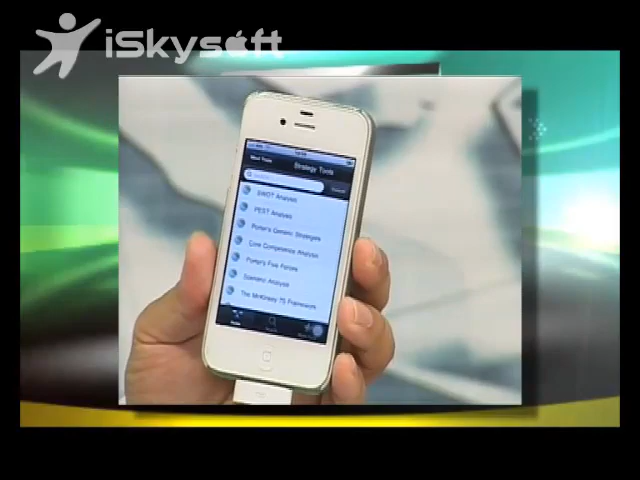 iSkysoft
Strategy Tools
Search
SWOT Analysis
PEST Analysis
Porter's Generic Strategies
Core Competence Analysis
Porter's Five Forces
Scenario Analysis
The McKinsey 7S Framework